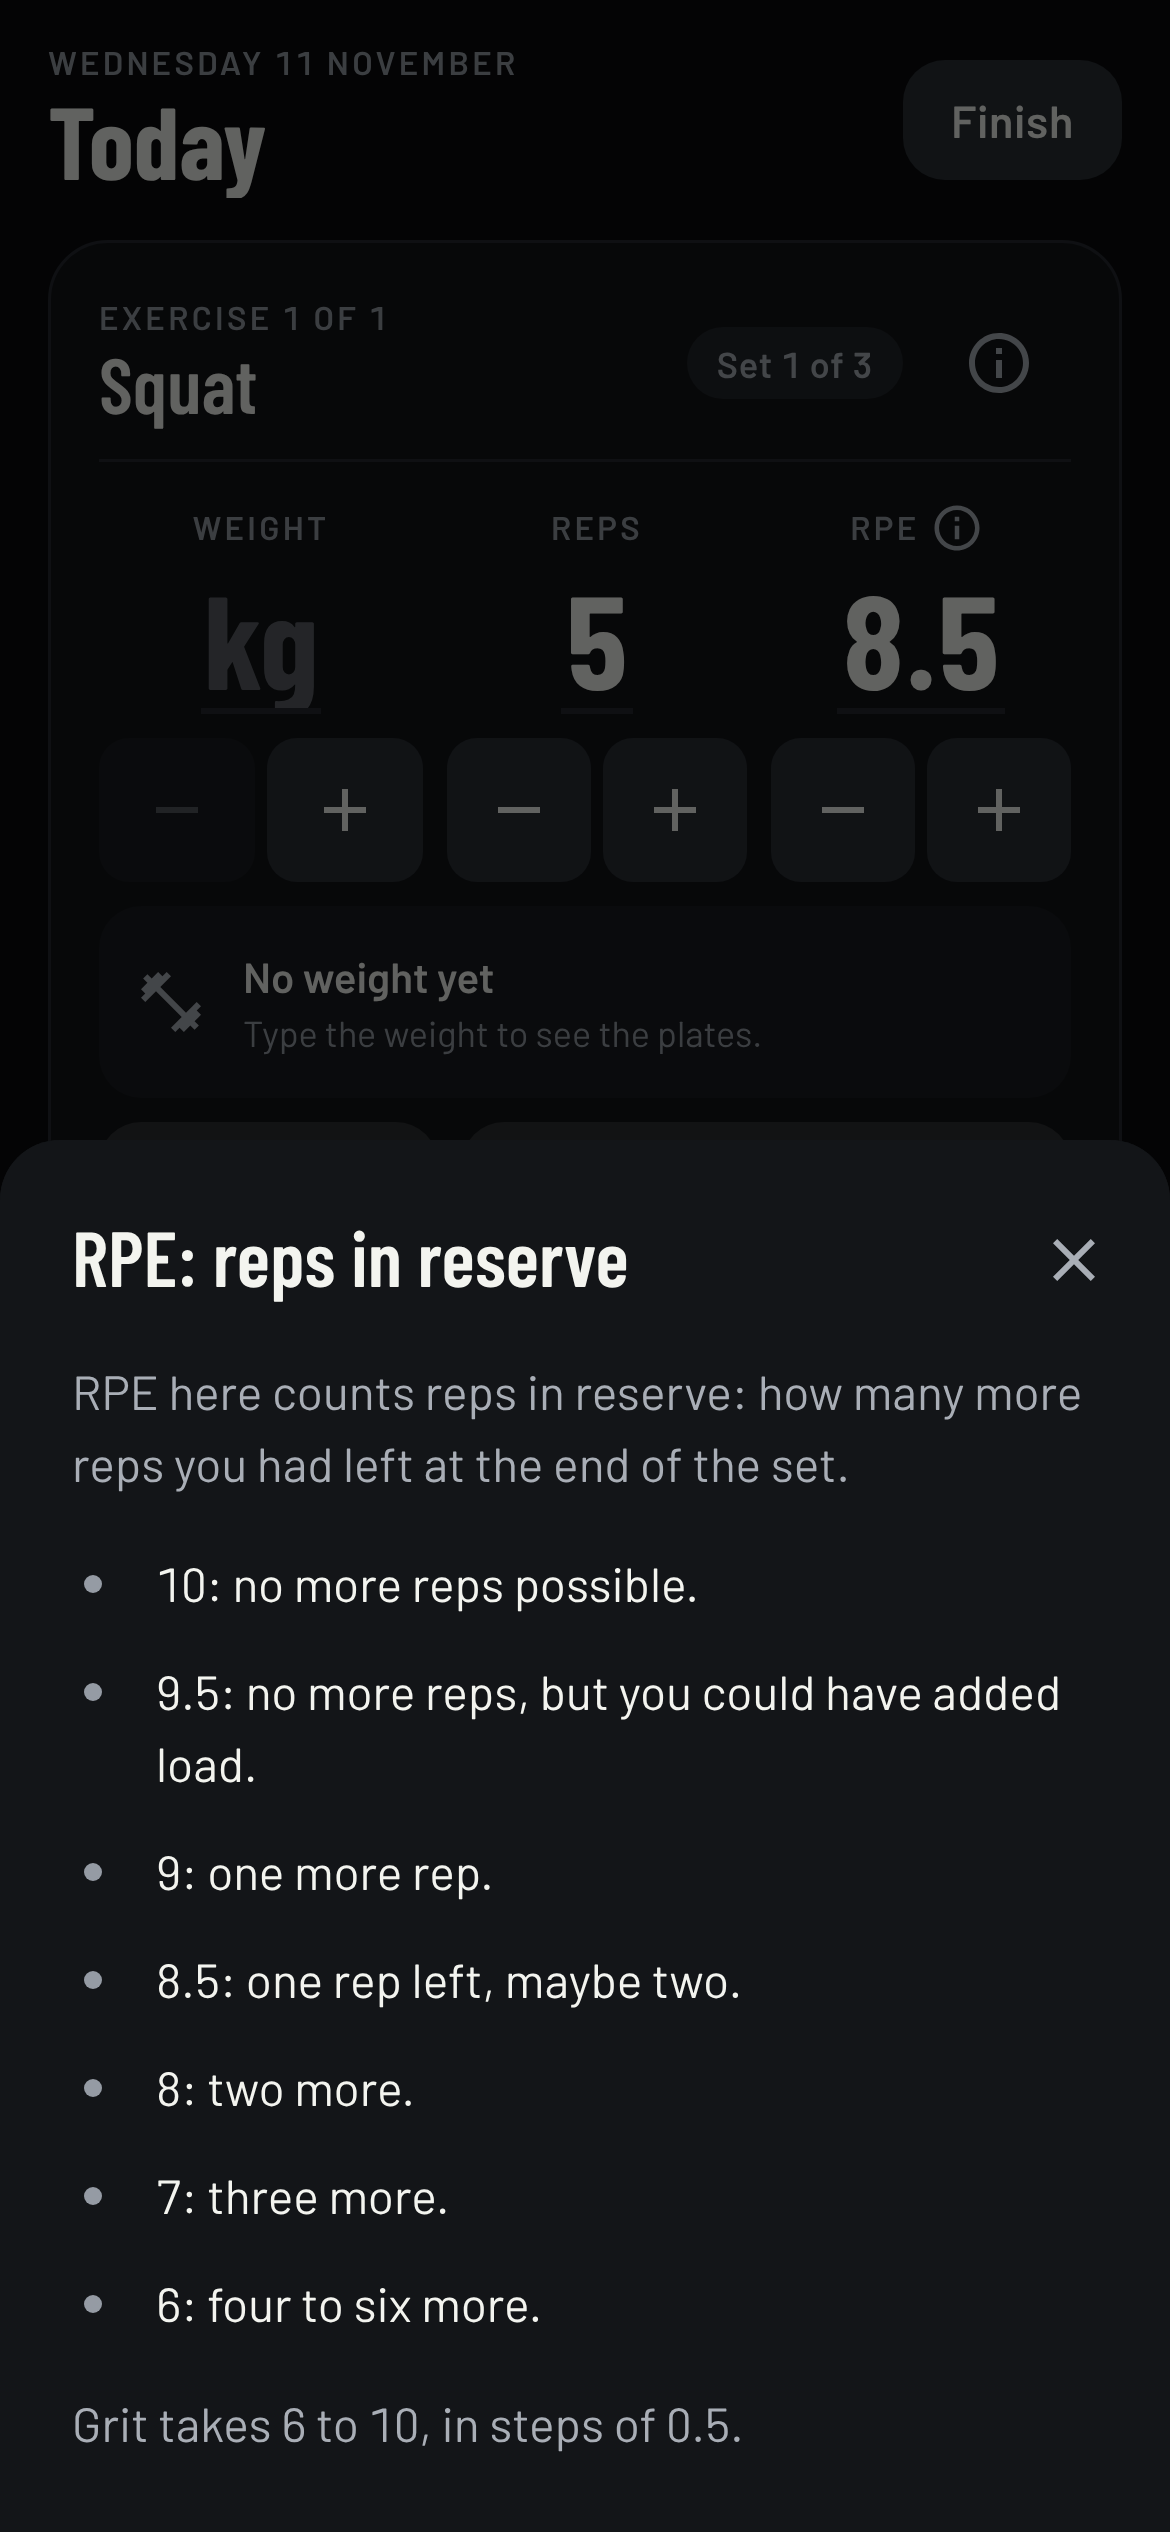 WEDNESDAY 11 NOVEMBER
Today
Finish
EXERCISE 1 OF 1
Squat
Set 1 of 3
WEIGHT
REPS
RPE
kg
5
8.5
No weight yet
Type the weight to see the plates.
RPE: reps in reserve
RPE here counts reps in reserve: how many more
reps you had left at the end of the set.
10: no more reps possible.
9.5: no more reps, but you could have added
load.
9: one more rep.
8.5: one rep left, maybe two.
8: two more.
7: three more.
6: four to six more.
Grit takes 6 to 10, in steps of 0.5.